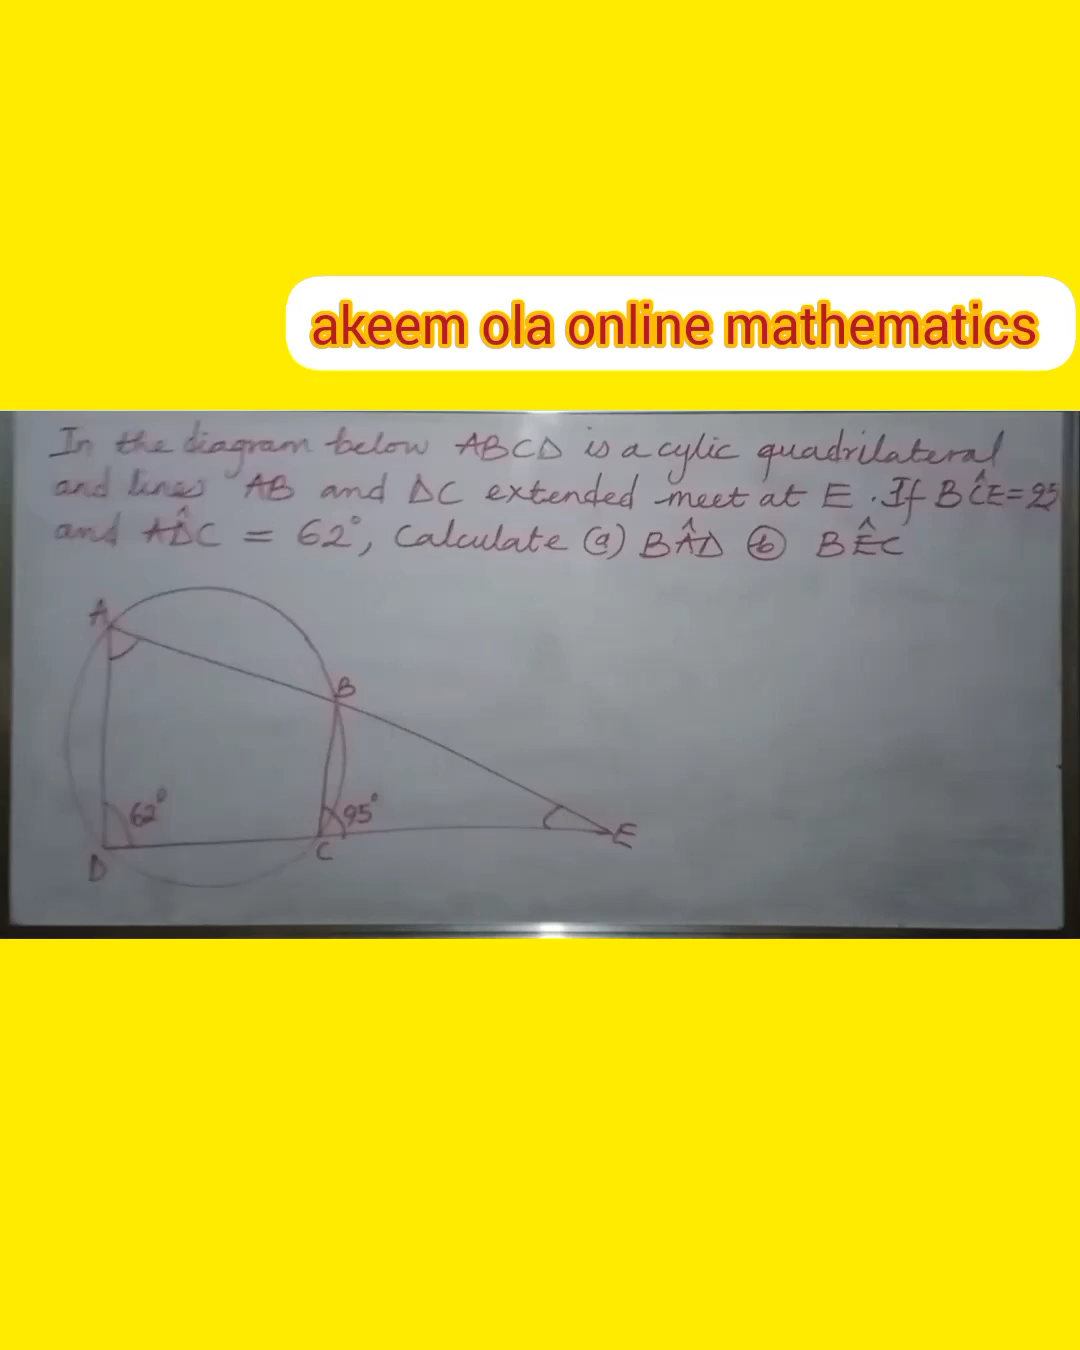 akeem ola online mathematics
In the diagram below ABCD is a cylic quadrilateral
and lines AB and DC extended meet at E. If BĈE=95
and AD̂C = 62°, Calculate (a) BÂD (b) BÊC
A
B
62°
95°
E
C
D